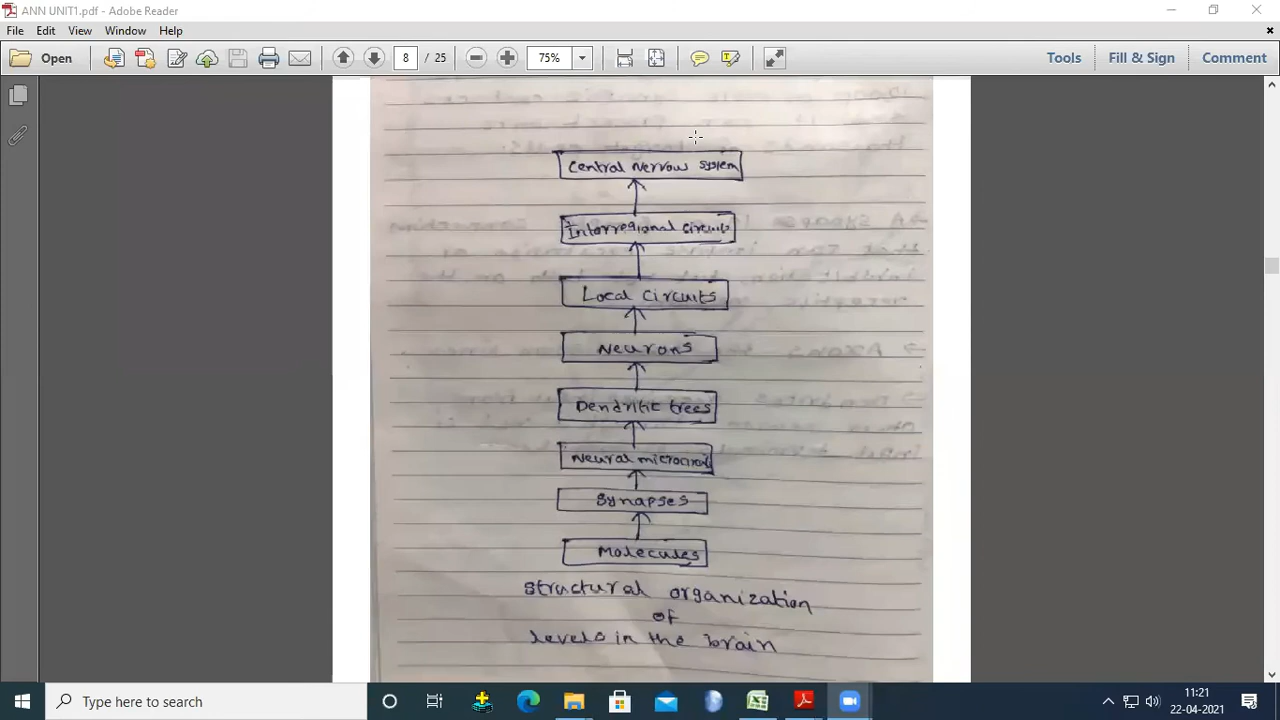 ANN UNIT1.pdf - Adobe Reader
File Edit View Window Help
Open 8 / 25 75% Tools Fill & Sign Comment
Central nerrow system
Interregional circuits
Local circuits
Neurons
Dendritic trees
Neural
Synapses
Molecules
structural organization
of
levels in the brain
Type here to search
11:21
22-04-2021